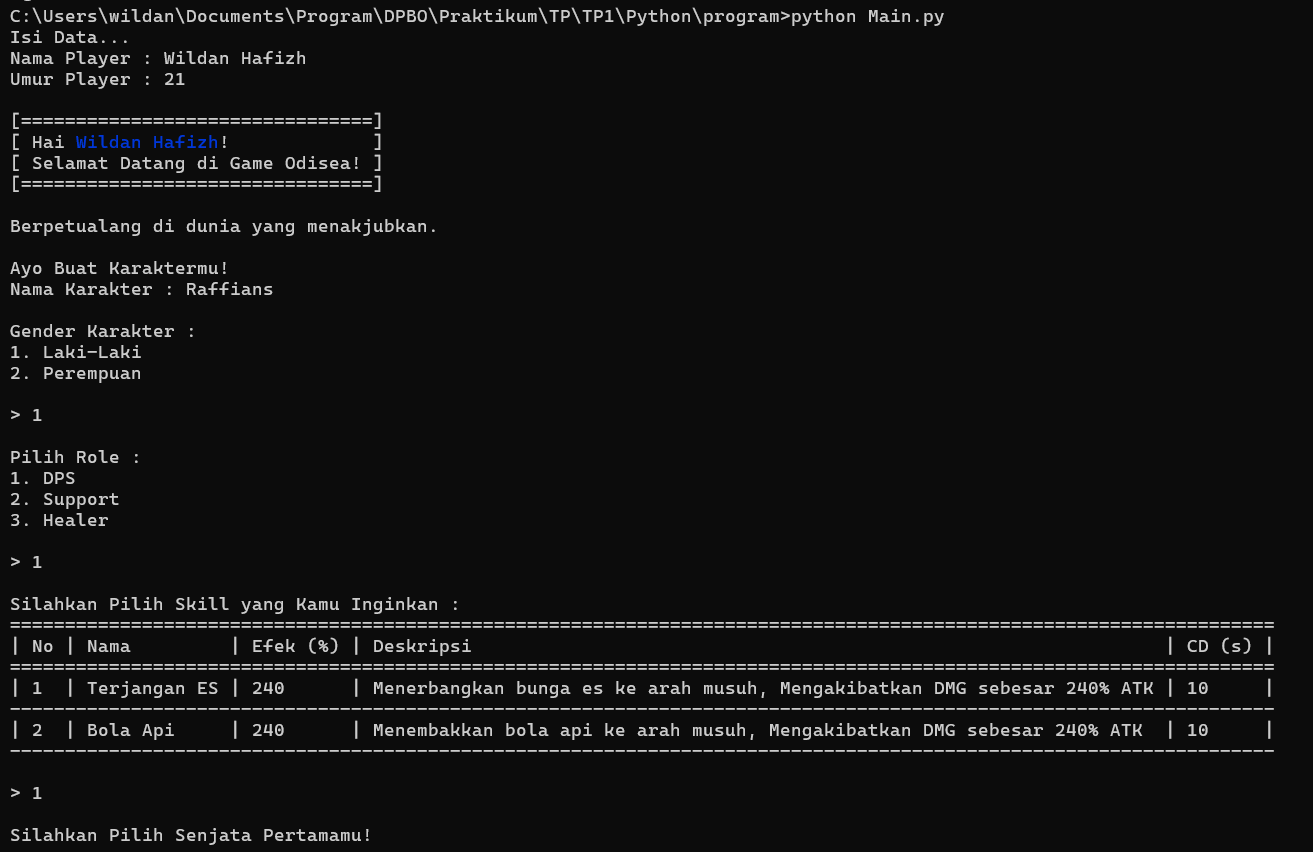 C:\Users\wildan\Documents\Program\DPBO\Praktikum\TP\TP1\Python\program>python Main.py
Isi Data...
Nama Player : Wildan Hafizh
Umur Player : 21
[================================]
[ Hai Wildan Hafizh!             ]
[ Selamat Datang di Game Odisea! ]
[================================]
Berpetualang di dunia yang menakjubkan.
Ayo Buat Karaktermu!
Nama Karakter : Raffians
Gender Karakter :
1. Laki-Laki
2. Perempuan
> 1
Pilih Role :
1. DPS
2. Support
3. Healer
> 1
Silahkan Pilih Skill yang Kamu Inginkan :
===================================================================================================================
| No | Nama         | Efek (%) | Deskripsi                                                               | CD (s) |
===================================================================================================================
| 1  | Terjangan ES | 240      | Menerbangkan bunga es ke arah musuh, Mengakibatkan DMG sebesar 240% ATK | 10     |
-------------------------------------------------------------------------------------------------------------------
| 2  | Bola Api     | 240      | Menembakkan bola api ke arah musuh, Mengakibatkan DMG sebesar 240% ATK  | 10     |
-------------------------------------------------------------------------------------------------------------------
> 1
Silahkan Pilih Senjata Pertamamu!